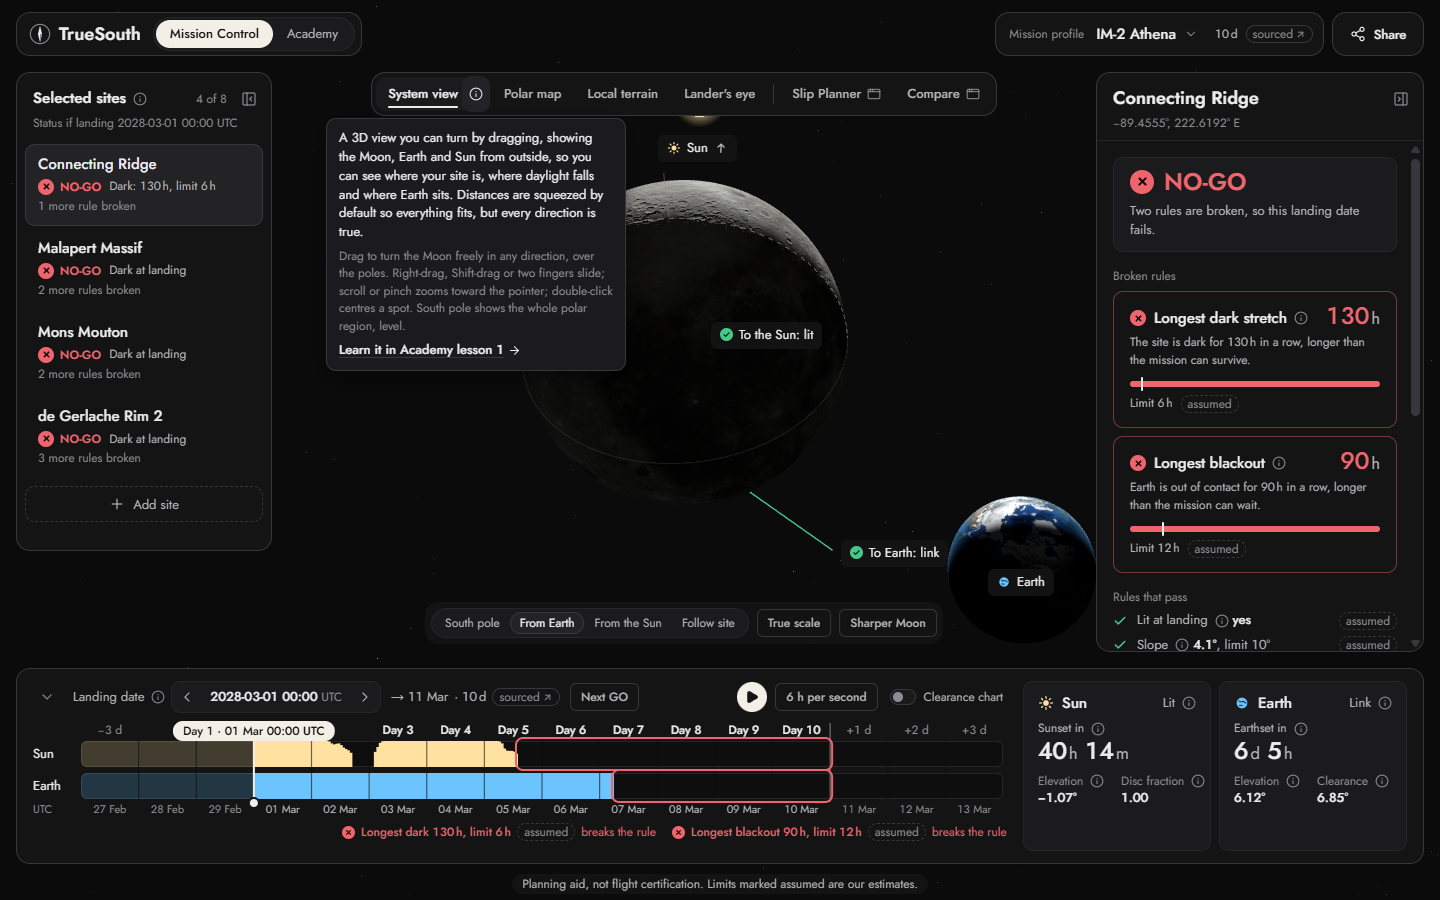 TrueSouth
Mission Control
Academy
Mission profile IM-2 Athena 10 d sourced ↗
Share
Selected sites 4 of 8
Status if landing 2028-03-01 00:00 UTC
Connecting Ridge
NO-GO Dark: 130 h, limit 6 h
1 more rule broken
Malapert Massif
NO-GO Dark at landing
2 more rules broken
Mons Mouton
NO-GO Dark at landing
2 more rules broken
de Gerlache Rim 2
NO-GO Dark at landing
3 more rules broken
+ Add site
System view Polar map Local terrain Lander's eye Slip Planner Compare
A 3D view you can turn by dragging, showing
the Moon, Earth and Sun from outside, so you
can see where your site is, where daylight falls
and where Earth sits. Distances are squeezed by
default so everything fits, but every direction is
true.
Drag to turn the Moon freely in any direction, over
the poles. Right-drag, Shift-drag or two fingers slide;
scroll or pinch zooms toward the pointer; double-click
centres a spot. South pole shows the whole polar
region, level.
Learn it in Academy lesson 1 →
Sun ↑
To the Sun: lit
To Earth: link
Earth
South pole From Earth From the Sun Follow site True scale Sharper Moon
Connecting Ridge
−89.4555°, 222.6192° E
NO-GO
Two rules are broken, so this landing date
fails.
Broken rules
Longest dark stretch 130 h
The site is dark for 130 h in a row, longer than
the mission can survive.
Limit 6 h assumed
Longest blackout 90 h
Earth is out of contact for 90 h in a row, longer
than the mission can wait.
Limit 12 h assumed
Rules that pass
Lit at landing yes assumed
Slope 4.1°, limit 10° assumed
Landing date 2028-03-01 00:00 UTC → 11 Mar · 10 d sourced ↗ Next GO 6 h per second Clearance chart
−3 d Day 1 · 01 Mar 00:00 UTC Day 3 Day 4 Day 5 Day 6 Day 7 Day 8 Day 9 Day 10 +1 d +2 d +3 d
Sun
Earth
UTC 27 Feb 28 Feb 29 Feb 01 Mar 02 Mar 03 Mar 04 Mar 05 Mar 06 Mar 07 Mar 08 Mar 09 Mar 10 Mar 11 Mar 12 Mar 13 Mar
Longest dark 130 h, limit 6 h assumed breaks the rule Longest blackout 90 h, limit 12 h assumed breaks the rule
Sun Lit
Sunset in
40 h 14 m
Elevation Disc fraction
−1.07° 1.00
Earth Link
Earthset in
6 d 5 h
Elevation Clearance
6.12° 6.85°
Planning aid, not flight certification. Limits marked assumed are our estimates.